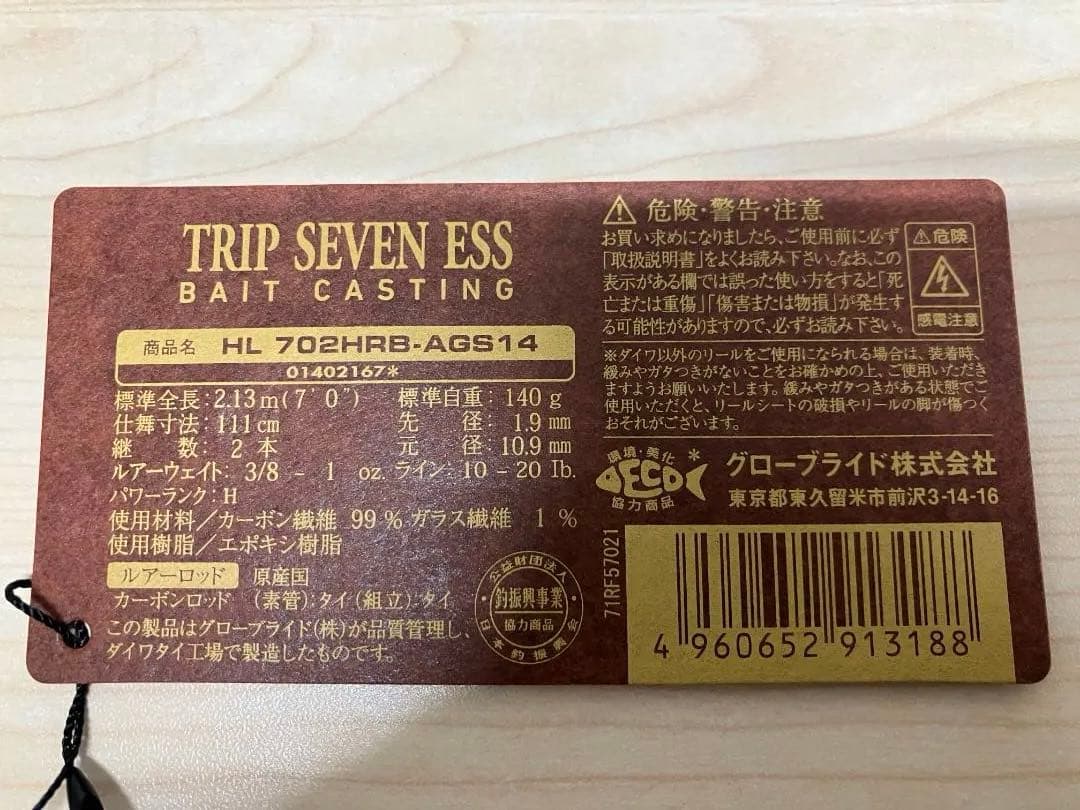 TRIP SEVEN ESS
BAIT CASTING
商品名 HL 702HRB-AGS14
01402167*
標準全長:2.13m(7'0") 標準自重:140g
仕舞寸法:111cm 先径:1.9mm
継数:2本 元径:10.9mm
ルアーウェイト:3/8-1oz. ライン:10-20lb.
パワーランク:H
使用材料/カーボン繊維 99% ガラス繊維 1%
使用樹脂/エポキシ樹脂
ルアーロッド 原産国
カーボンロッド (素管):タイ(組立):タイ
この製品はグローブライド(株)が品質管理し、
ダイワタイ工場で製造したものです。
公益財団法人
釣振興事業
協力商品
日本釣振興会
⚠危険・警告・注意
お買い求めになりましたら、ご使用前に必ず
「取扱説明書」をよくお読み下さい。なお、この
表示がある欄では誤った使い方をすると「死
亡または重傷」「傷害または物損」が発生す
る可能性がありますので、必ずお読み下さい。
⚠危険
感電注意
※ダイワ以外のリールをご使用になられる場合は、装着時、
緩みやガタつきがないことをお確かめの上、ご使用いただき
ますようお願いいたします。緩みやガタつきがある状態でご
使用いただくと、リールシートの破損やリールの脚が傷つく
おそれがございます。
環境・美化
ECO
協力商品
*
グローブライド株式会社
東京都東久留米市前沢3-14-16
71RF57021
4 960652 913188